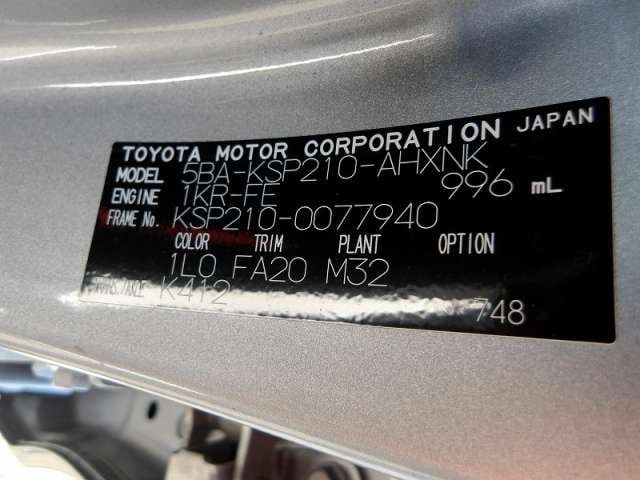 TOYOTA MOTOR CORPORATION JAPAN
MODEL 5BA-KSP210-AHXNK
ENGINE 1KR-FE 996 mL
FRAME No. KSP210-0077940
COLOR TRIM PLANT OPTION
1L0 FA20 M32
K412 748